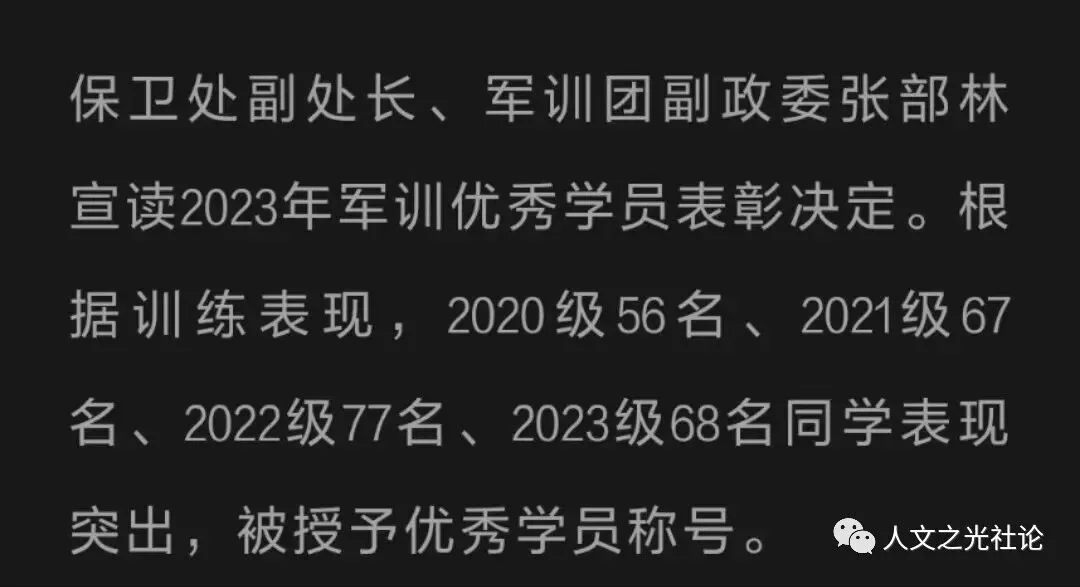 保卫处副处长、军训团副政委张部林
宣读2023年军训优秀学员表彰决定。根
据训练表现，2020级56名、2021级67
名、2022级77名、2023级68名同学表现
突出，被授予优秀学员称号。
人文之光社论